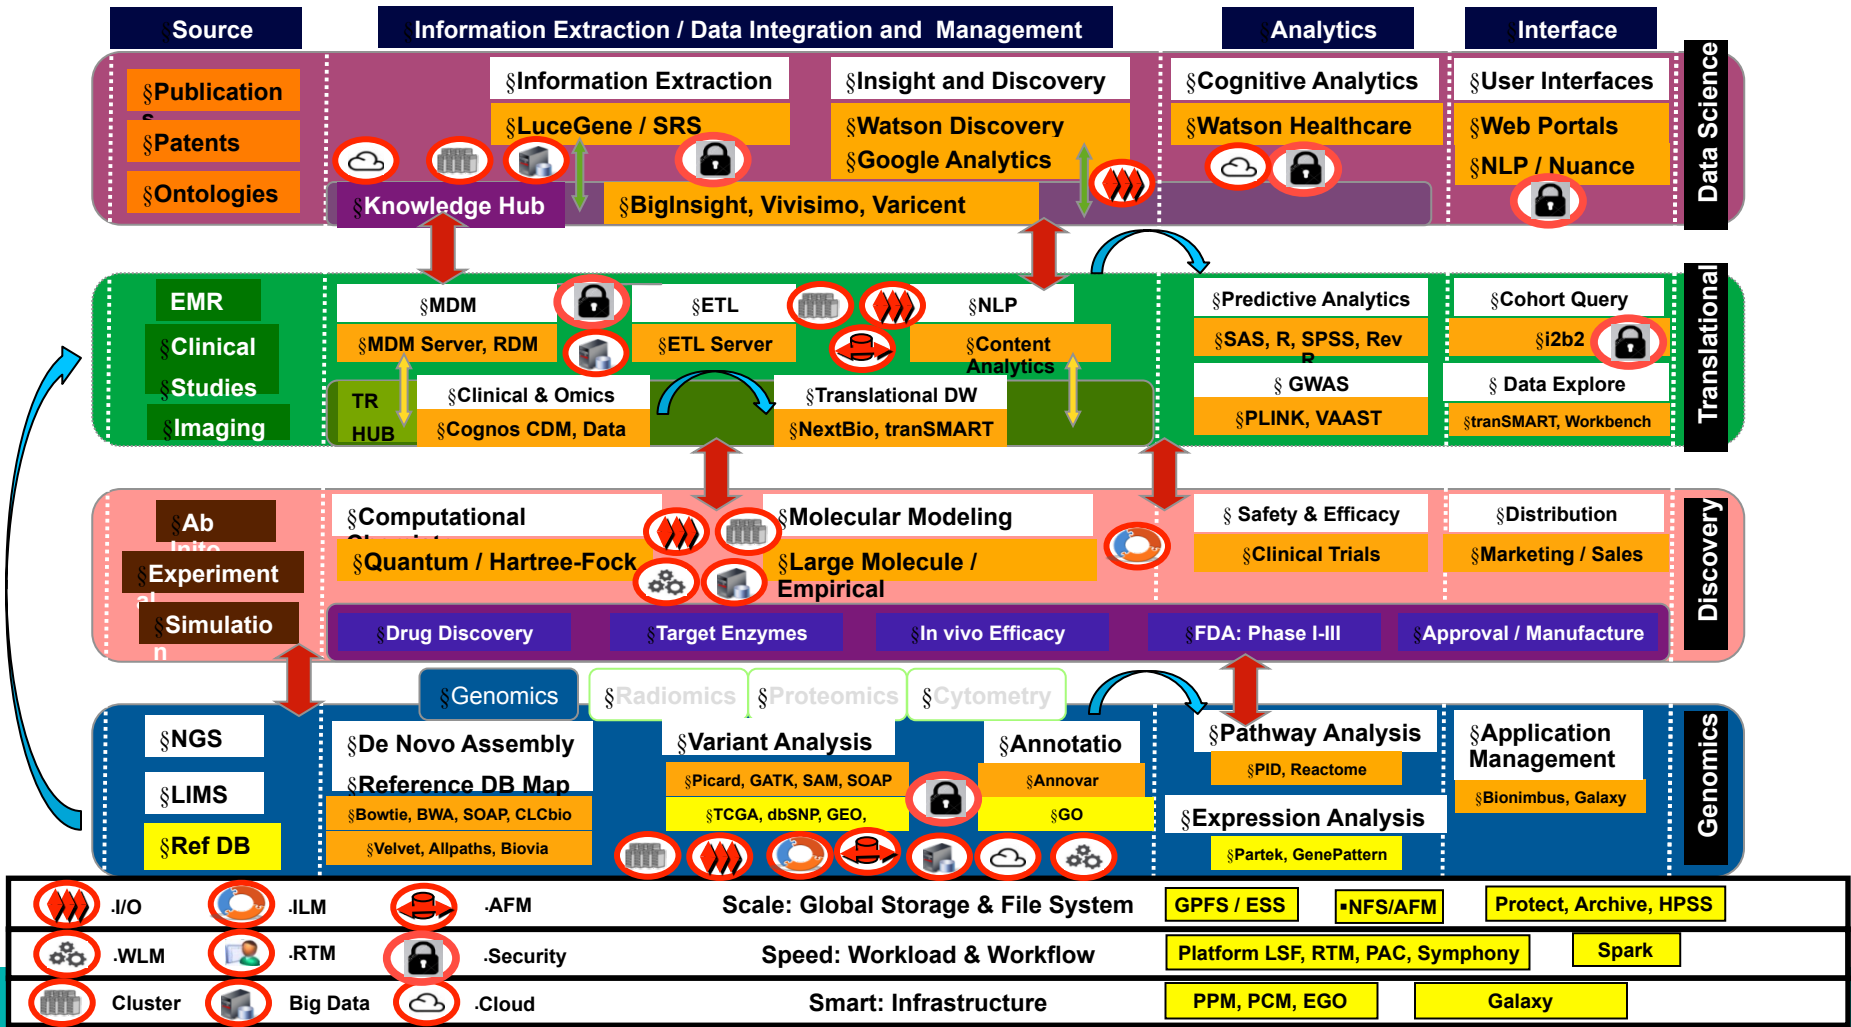 §Source
§Information Extraction / Data Integration and Management
§Analytics
§Interface
§Publication
s
§Patents
§Ontologies
§Information Extraction
§LuceGene / SRS
§Insight and Discovery
§Watson Discovery
§Google Analytics
§Cognitive Analytics
§Watson Healthcare
§User Interfaces
§Web Portals
§NLP / Nuance
§Knowledge Hub
§BigInsight, Vivisimo, Varicent
Data Science
EMR
§Clinical
§Studies
§Imaging
§MDM
§MDM Server, RDM
§ETL
§ETL Server
§NLP
§Content
Analytics
TR
HUB
§Clinical & Omics
§Cognos CDM, Data
§Translational DW
§NextBio, tranSMART
§Predictive Analytics
§SAS, R, SPSS, Rev
R
§ GWAS
§PLINK, VAAST
§Cohort Query
§i2b2
§ Data Explore
§tranSMART, Workbench
Translational
§Ab
Inito
§Experiment
al
§Simulatio
n
§Computational
§Quantum / Hartree-Fock
§Molecular Modeling
§Large Molecule /
Empirical
§ Safety & Efficacy
§Clinical Trials
§Distribution
§Marketing / Sales
§Drug Discovery
§Target Enzymes
§In vivo Efficacy
§FDA: Phase I-III
§Approval / Manufacture
Discovery
§Genomics
§Radiomics
§Proteomics
§Cytometry
§NGS
§LIMS
§Ref DB
§De Novo Assembly
§Reference DB Map
§Bowtie, BWA, SOAP, CLCbio
§Velvet, Allpaths, Biovia
§Variant Analysis
§Picard, GATK, SAM, SOAP
§TCGA, dbSNP, GEO,
§Annotatio
§Annovar
§GO
§Pathway Analysis
§PID, Reactome
§Expression Analysis
§Partek, GenePattern
§Application
Management
§Bionimbus, Galaxy
Genomics
.I/O
.ILM
.AFM
Scale: Global Storage & File System
GPFS / ESS
▪NFS/AFM
Protect, Archive, HPSS
.WLM
.RTM
.Security
Speed: Workload & Workflow
Platform LSF, RTM, PAC, Symphony
Spark
Cluster
Big Data
.Cloud
Smart: Infrastructure
PPM, PCM, EGO
Galaxy